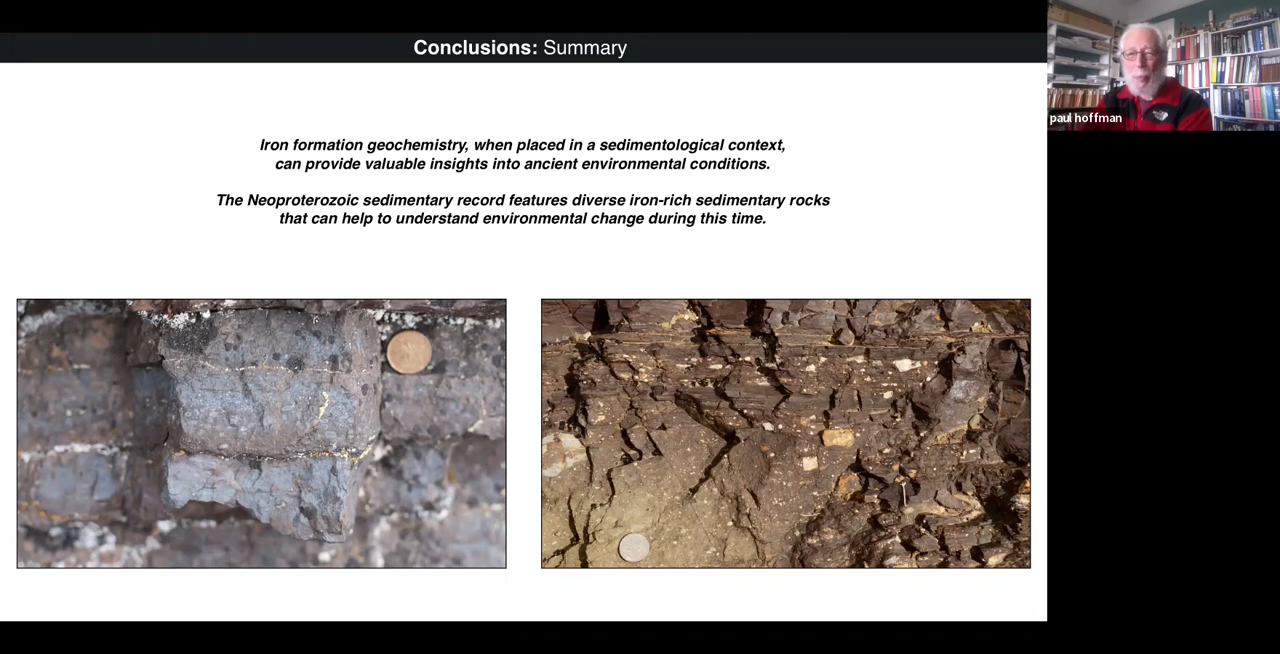 Conclusions: Summary
Iron formation geochemistry, when placed in a sedimentological context,
can provide valuable insights into ancient environmental conditions.
The Neoproterozoic sedimentary record features diverse iron-rich sedimentary rocks
that can help to understand environmental change during this time.
paul hoffman